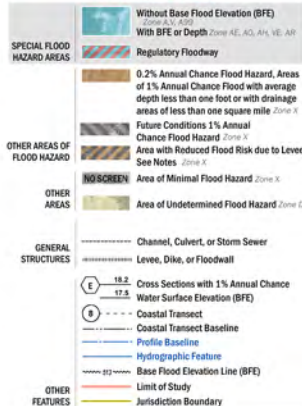 Without Base Flood Elevation (BFE)
Zone A,V, A99
With BFE or Depth Zone AE, AO, AH, VE, AR
SPECIAL FLOOD
HAZARD AREAS
Regulatory Floodway
0.2% Annual Chance Flood Hazard, Areas
of 1% Annual Chance Flood with average
depth less than one foot or with drainage
areas of less than one square mile Zone X
Future Conditions 1% Annual
Chance Flood Hazard Zone X
OTHER AREAS OF
FLOOD HAZARD
Area with Reduced Flood Risk due to Levee
See Notes Zone X
NO SCREEN Area of Minimal Flood Hazard Zone X
OTHER
AREAS
Area of Undetermined Flood Hazard Zone D
GENERAL
STRUCTURES
Channel, Culvert, or Storm Sewer
Levee, Dike, or Floodwall
E 18.2 Cross Sections with 1% Annual Chance
17.5 Water Surface Elevation (BFE)
8 Coastal Transect
Coastal Transect Baseline
Profile Baseline
Hydrographic Feature
513 Base Flood Elevation Line (BFE)
OTHER
FEATURES
Limit of Study
Jurisdiction Boundary